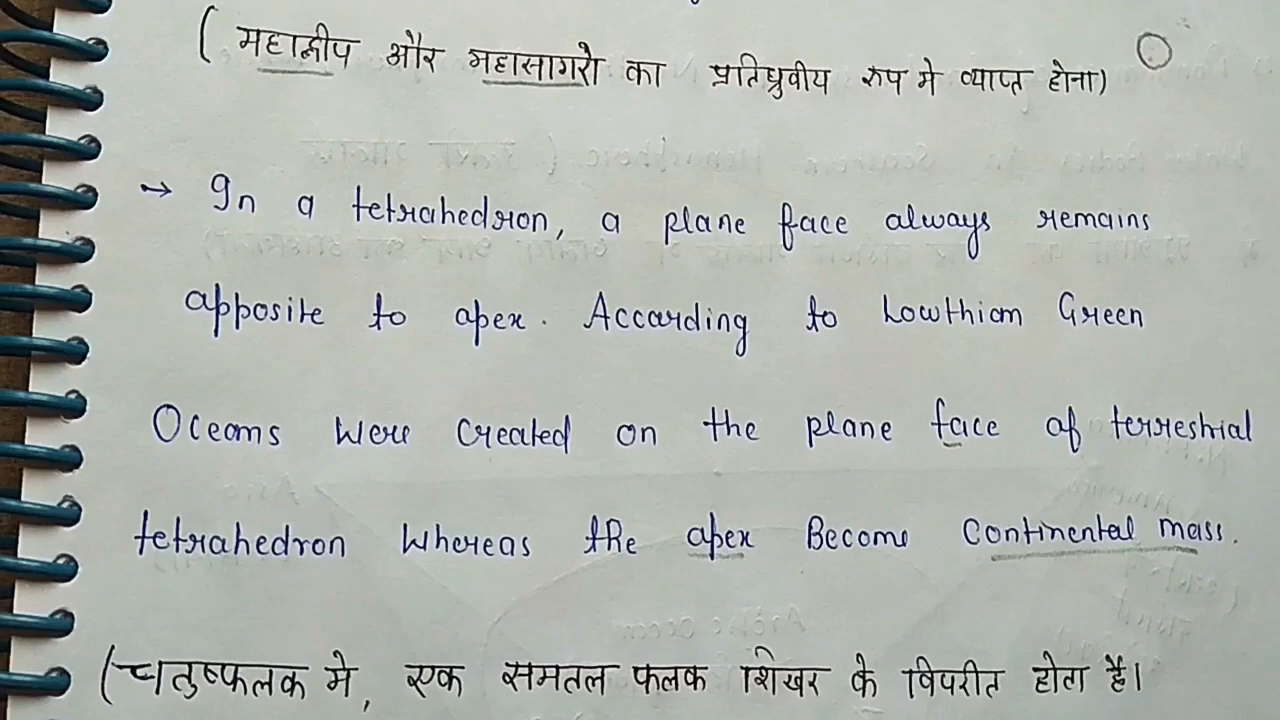 ( महाद्वीप और महासागरो का प्रतिध्रुवीय रुप मे व्याप्त होना)
→ In a tetrahedron, a plane face always remains
opposite to apex. According to Lowthian Green
Oceans were created on the plane face of terrestrial
tetrahedron whereas the apex Become Continental mass.
(चतुष्फलक मे, एक समतल फलक शिखर के विपरीत होता है।